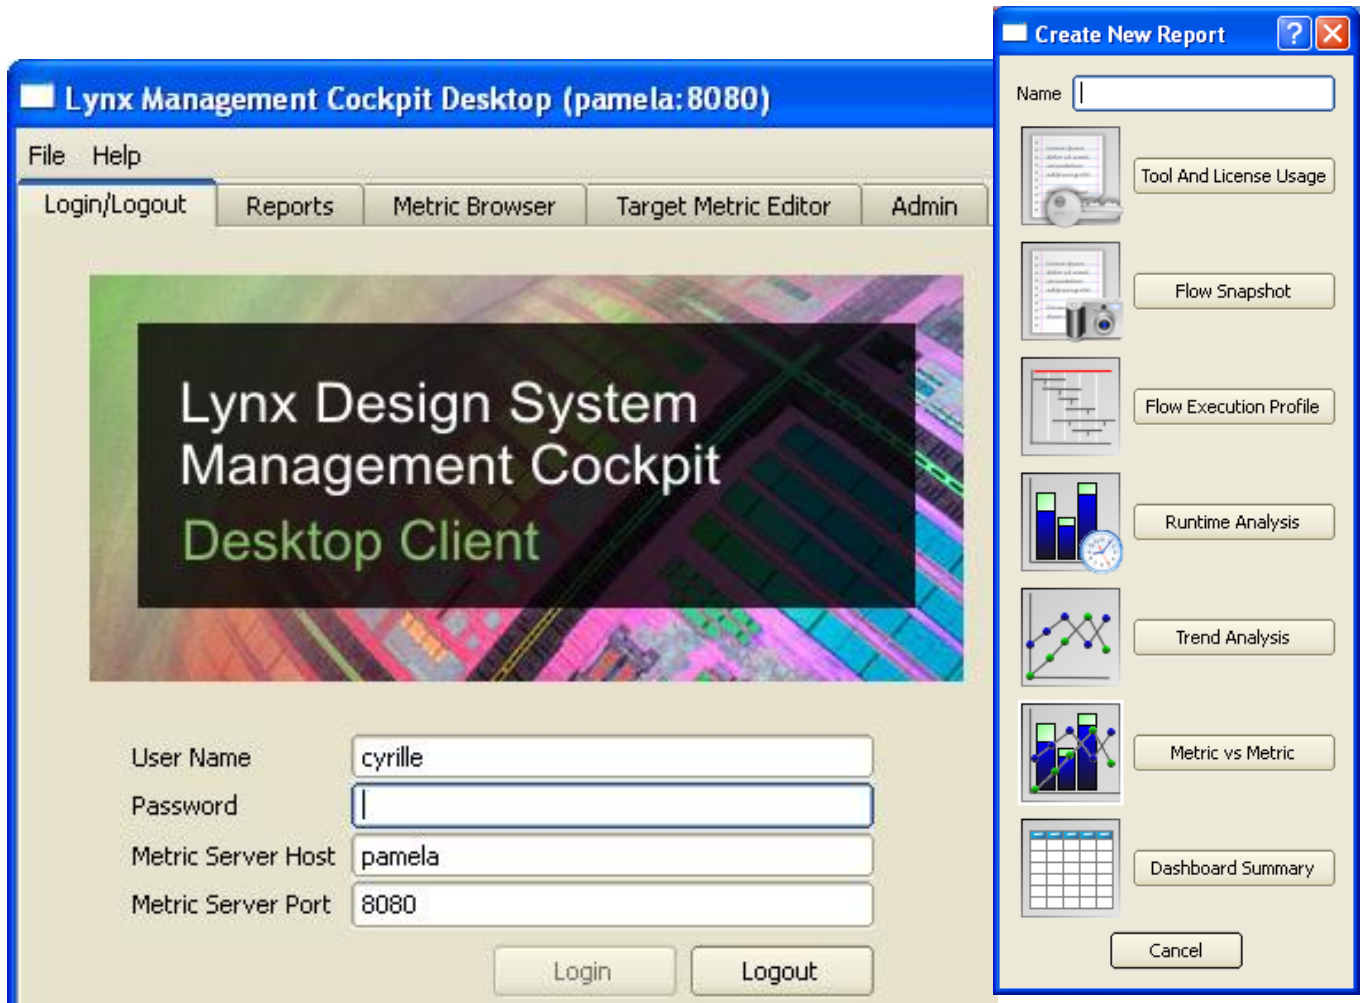 Lynx Management Cockpit Desktop (pamela:8080)
File Help
Login/Logout Reports Metric Browser Target Metric Editor Admin
Lynx Design System
Management Cockpit
Desktop Client
User Name cyrille
Password
Metric Server Host pamela
Metric Server Port 8080
Login Logout
Create New Report
Name
Tool And License Usage
Flow Snapshot
Flow Execution Profile
Runtime Analysis
Trend Analysis
Metric vs Metric
Dashboard Summary
Cancel